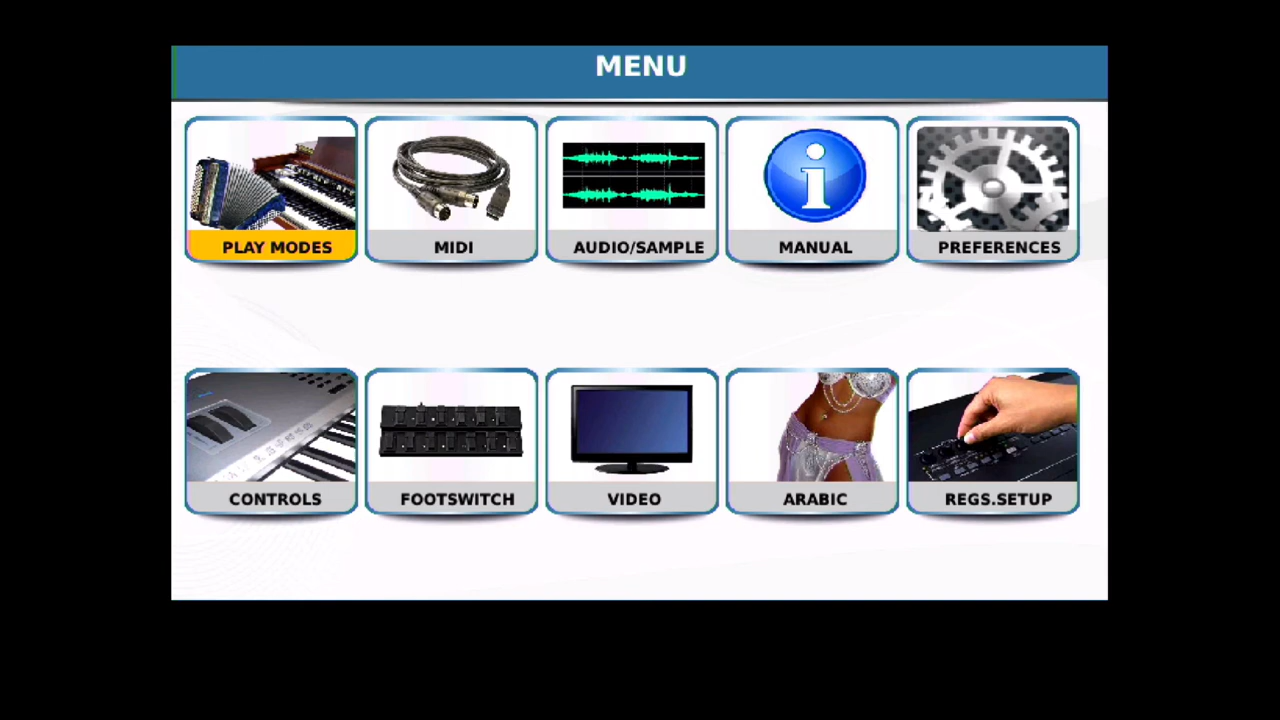 MENU
PLAY MODES
MIDI
AUDIO/SAMPLE
MANUAL
PREFERENCES
CONTROLS
FOOTSWITCH
VIDEO
ARABIC
REGS.SETUP